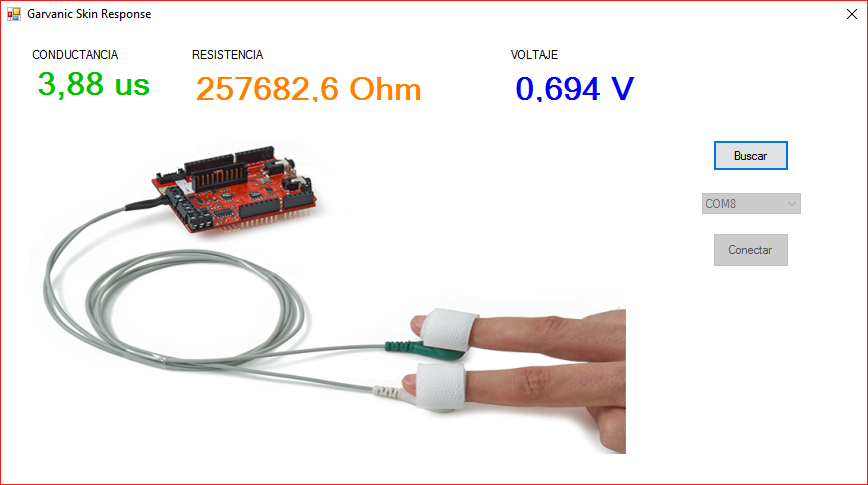 Garvanic Skin Response
CONDUCTANCIA
RESISTENCIA
VOLTAJE
3,88 us
257682,6 Ohm
0,694 V
Buscar
COM8
Conectar